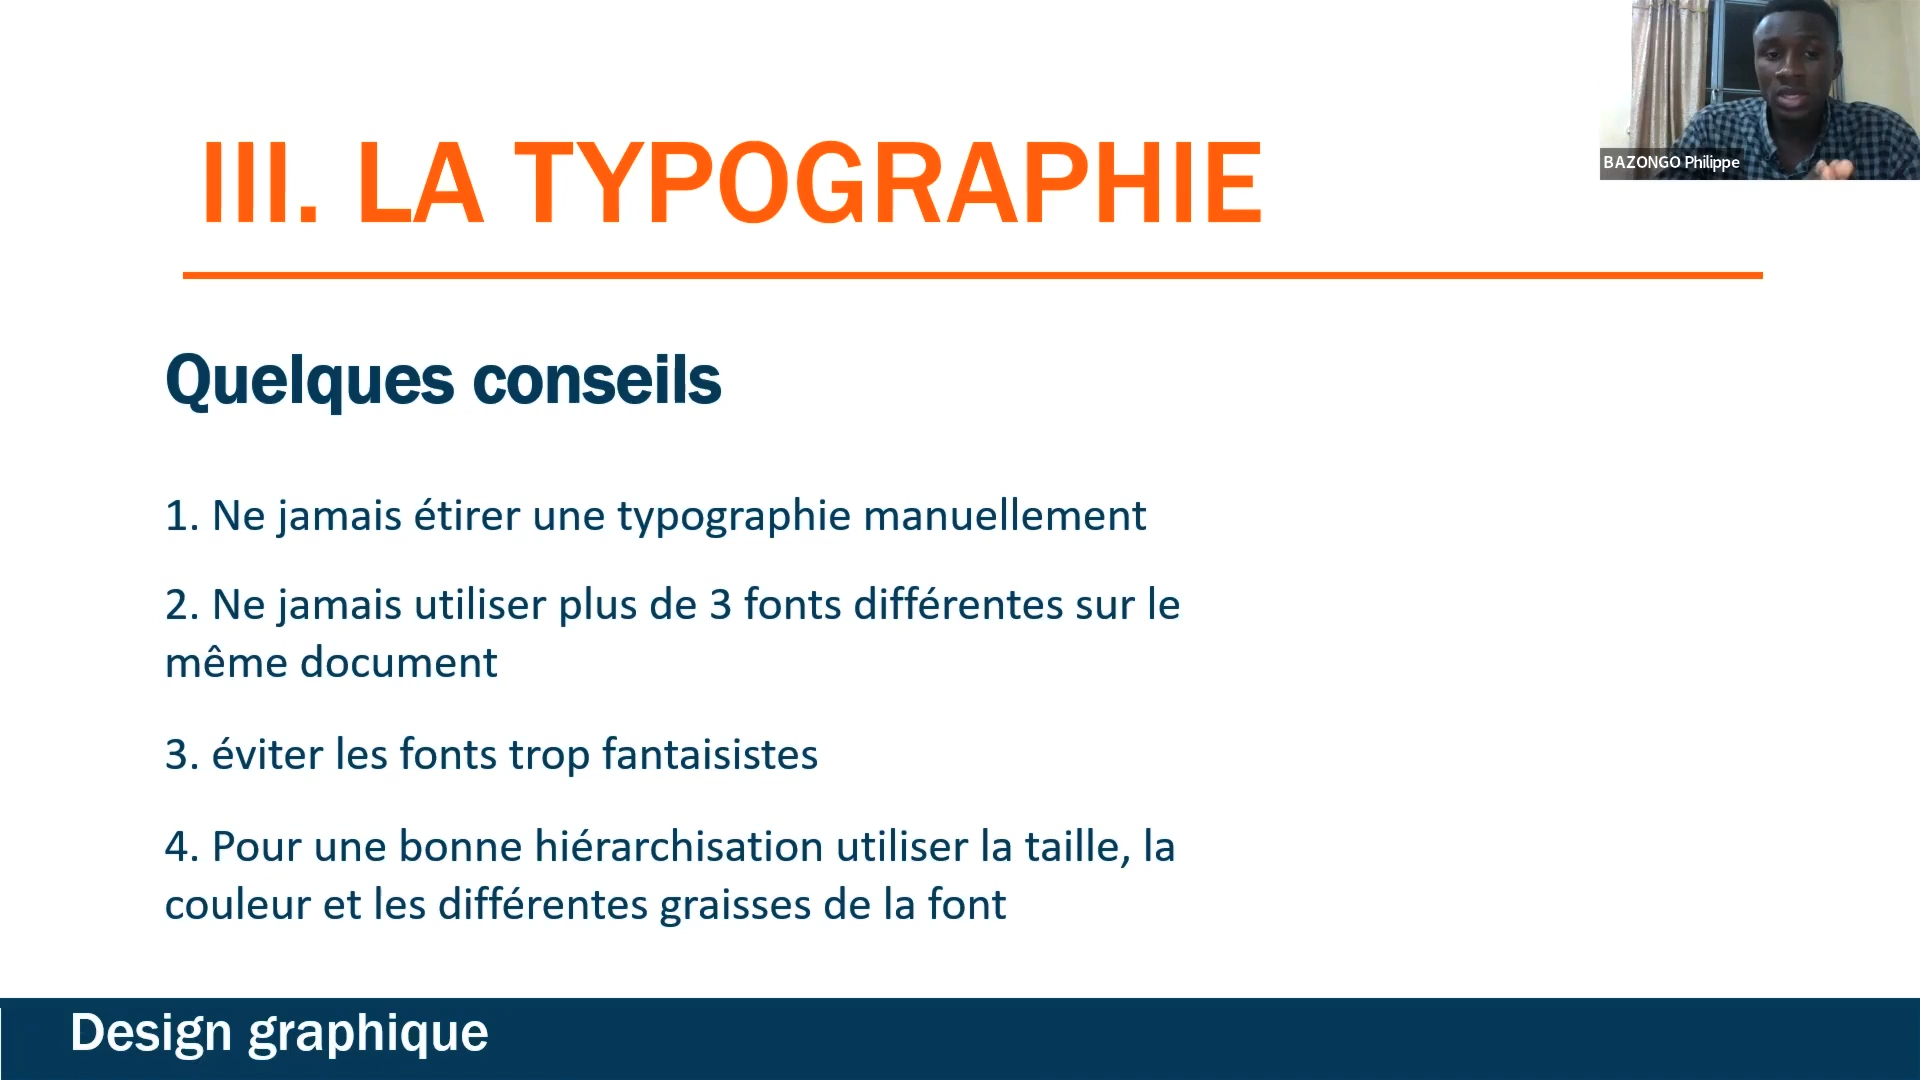 BAZONGO Philippe
III. LA TYPOGRAPHIE
Quelques conseils
1. Ne jamais étirer une typographie manuellement
2. Ne jamais utiliser plus de 3 fonts différentes sur le
même document
3. éviter les fonts trop fantaisistes
4. Pour une bonne hiérarchisation utiliser la taille, la
couleur et les différentes graisses de la font
Design graphique